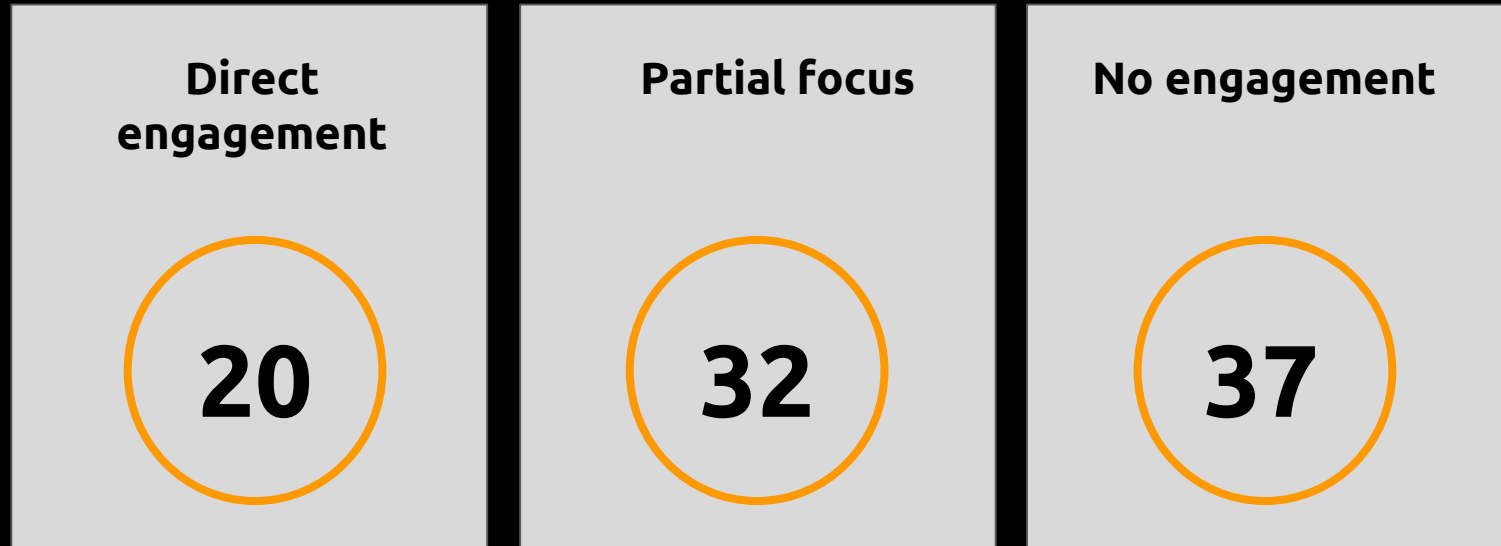 Direct
engagement
20
Partial focus
32
No engagement
37